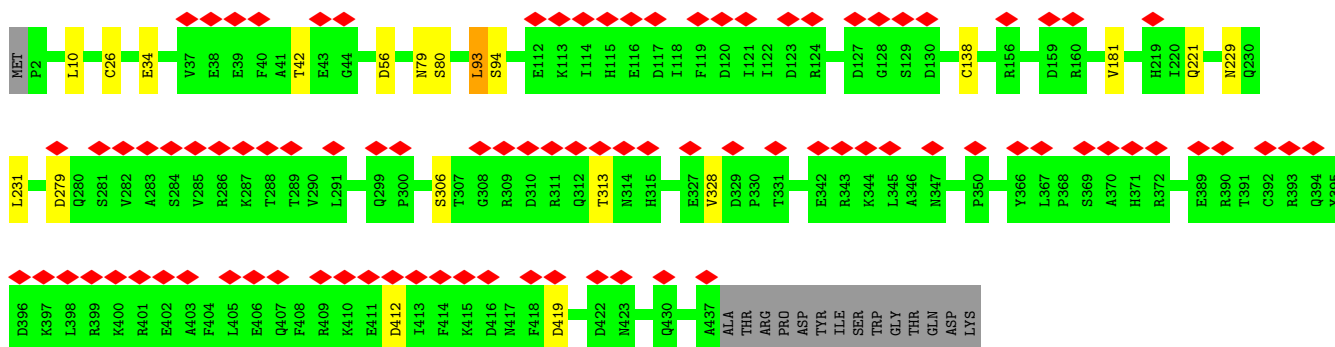 MET P2 L10 C26 E34 V37 E38 E39 F40 A41 T42 E43 G44 D56 N79 S80 L93 S94 E112 K113 I114 H115 E116 D117 I118 F119 D120 I121 I122 D123 R124 D127 G128 S129 D130 C138 R156 D159 R160 V181 H219 I220 Q221 N229 Q230
L231 D279 Q280 S281 V282 A283 S284 V285 R286 K287 T288 T289 V290 L291 Q299 P300 S306 T307 G308 R309 D310 R311 Q312 T313 N314 H315 E327 V328 D329 P330 T331 E342 R343 K344 L345 A346 N347 P350 Y366 L367 P368 S369 A370 H371 R372 E389 R390 T391 C392 R393 Q394 Y395
D396 K397 L398 R399 K400 R401 E402 A403 F404 L405 E406 Q407 F408 R409 K410 E411 D412 I413 F414 K415 D416 N417 F418 D419 D422 N423 Q430 A437 ALA THR ARG PRO ASP TYR ILE SER TRP GLY THR GLN ASP LYS